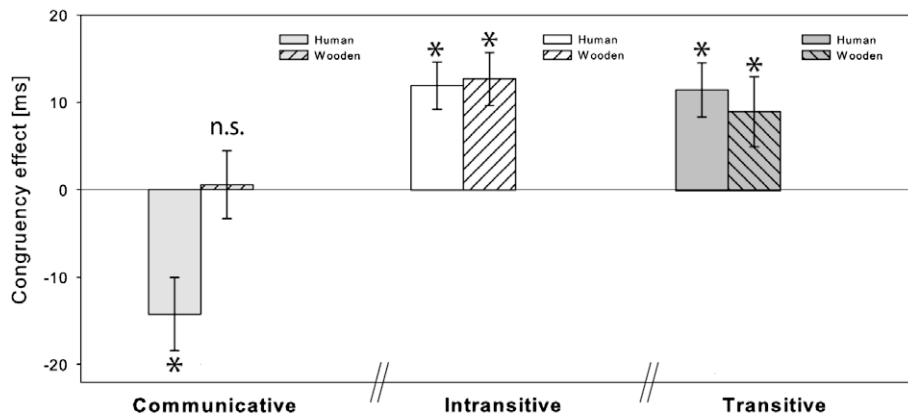 20
10
0
-10
-20
Congruency effect [ms]
Human
Wooden
n.s.
*
Human
Wooden
*
*
Human
Wooden
*
*
Communicative
Intransitive
Transitive